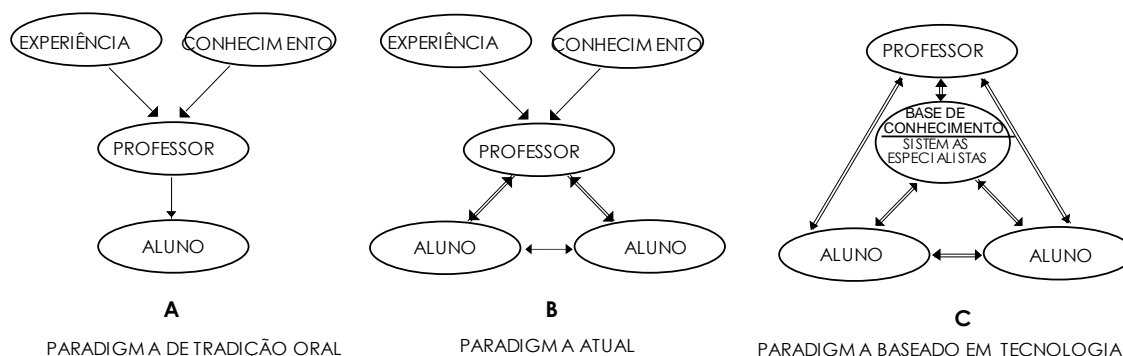 EXPERIÊNCIA
CONHECIMENTO
PROFESSOR
ALUNO
A
PARADIGMA DE TRADIÇÃO ORAL
EXPERIÊNCIA
CONHECIMENTO
PROFESSOR
ALUNO
ALUNO
B
PARADIGMA ATUAL
PROFESSOR
BASE DE
CONHECIMENTO
SISTEMAS
ESPECIALISTAS
ALUNO
ALUNO
C
PARADIGMA BASEADO EM TECNOLOGIA